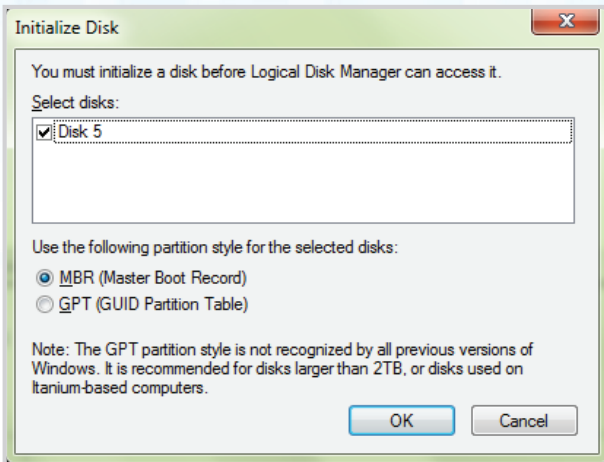 Initialize Disk
You must initialize a disk before Logical Disk Manager can access it.
Select disks:
Disk 5
Use the following partition style for the selected disks:
MBR (Master Boot Record)
GPT (GUID Partition Table)
Note: The GPT partition style is not recognized by all previous versions of
Windows. It is recommended for disks larger than 2TB, or disks used on
Itanium-based computers.
OK Cancel